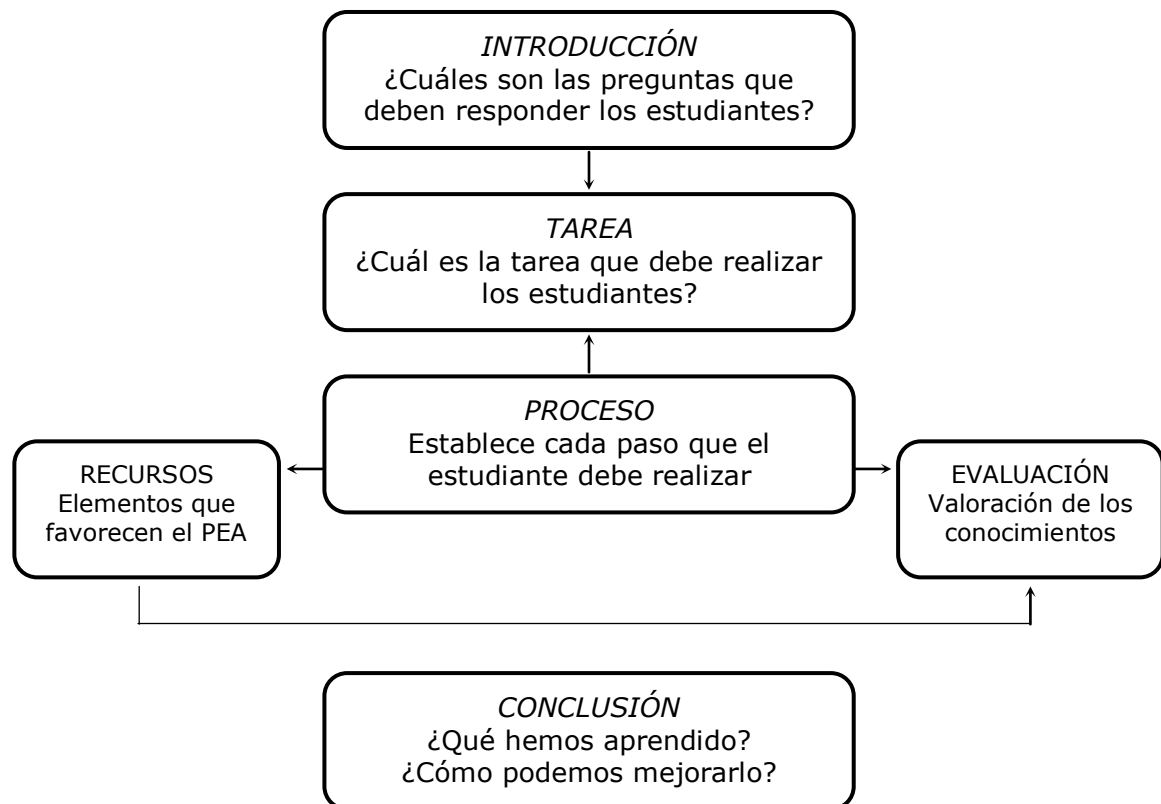 INTRODUCCIÓN
¿Cuáles son las preguntas que
deben responder los estudiantes?
TAREA
¿Cuál es la tarea que debe realizar
los estudiantes?
PROCESO
Establece cada paso que el
estudiante debe realizar
RECURSOS
Elementos que
favorecen el PEA
EVALUACIÓN
Valoración de los
conocimientos
CONCLUSIÓN
¿Qué hemos aprendido?
¿Cómo podemos mejorarlo?